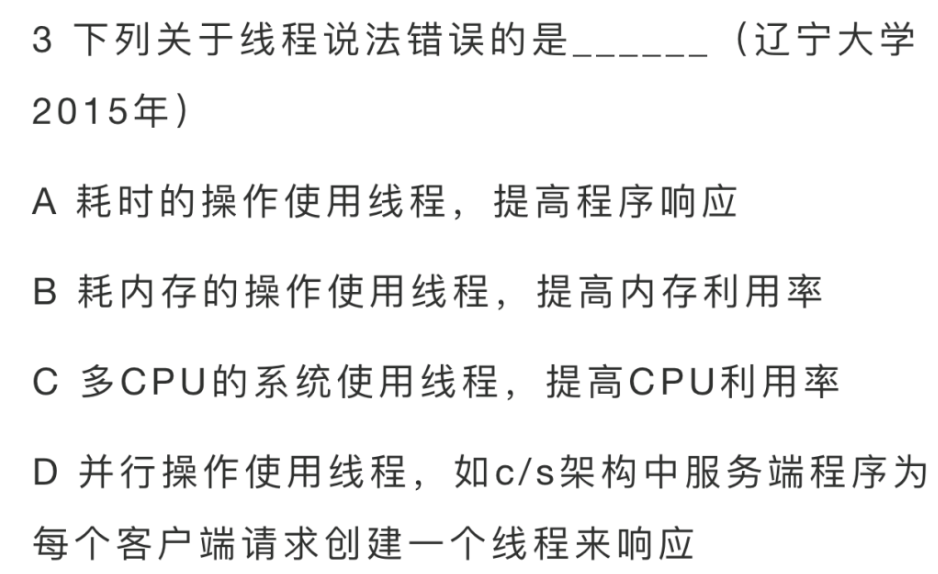 3 下列关于线程说法错误的是______（辽宁大学
2015年）
A 耗时的操作使用线程，提高程序响应
B 耗内存的操作使用线程，提高内存利用率
C 多CPU的系统使用线程，提高CPU利用率
D 并行操作使用线程，如c/s架构中服务端程序为
每个客户端请求创建一个线程来响应